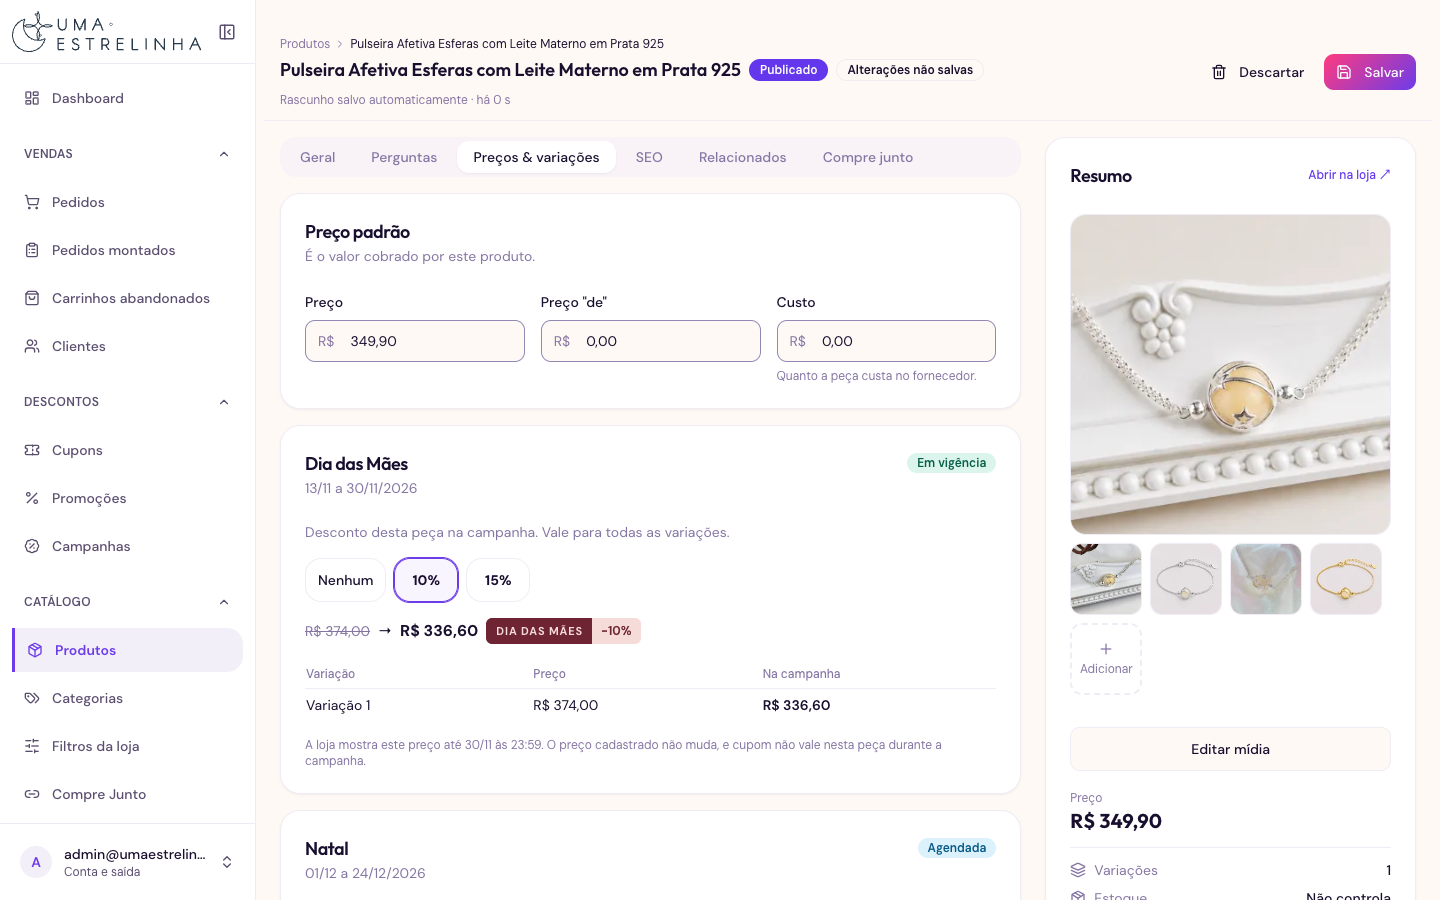 UMA
ESTRELINHA
Dashboard
VENDAS
Pedidos
Pedidos montados
Carrinhos abandonados
Clientes
DESCONTOS
Cupons
Promoções
Campanhas
CATÁLOGO
Produtos
Categorias
Filtros da loja
Compre Junto
A
admin@umaestrelin...
Conta e saída
Produtos > Pulseira Afetiva Esferas com Leite Materno em Prata 925
Pulseira Afetiva Esferas com Leite Materno em Prata 925 Publicado Alterações não salvas
Rascunho salvo automaticamente · há 0 s
Descartar Salvar
Geral Perguntas Preços & variações SEO Relacionados Compre junto
Preço padrão
É o valor cobrado por este produto.
Preço Preço "de" Custo
R$ 349,90 R$ 0,00 R$ 0,00
Quanto a peça custa no fornecedor.
Dia das Mães Em vigência
13/11 a 30/11/2026
Desconto desta peça na campanha. Vale para todas as variações.
Nenhum 10% 15%
R$ 374,00 → R$ 336,60 DIA DAS MÃES -10%
Variação Preço Na campanha
Variação 1 R$ 374,00 R$ 336,60
A loja mostra este preço até 30/11 às 23:59. O preço cadastrado não muda, e cupom não vale nesta peça durante a
campanha.
Natal Agendada
01/12 a 24/12/2026
Resumo Abrir na loja ↗
+
Adicionar
Editar mídia
Preço
R$ 349,90
Variações 1
Estoque Não controla